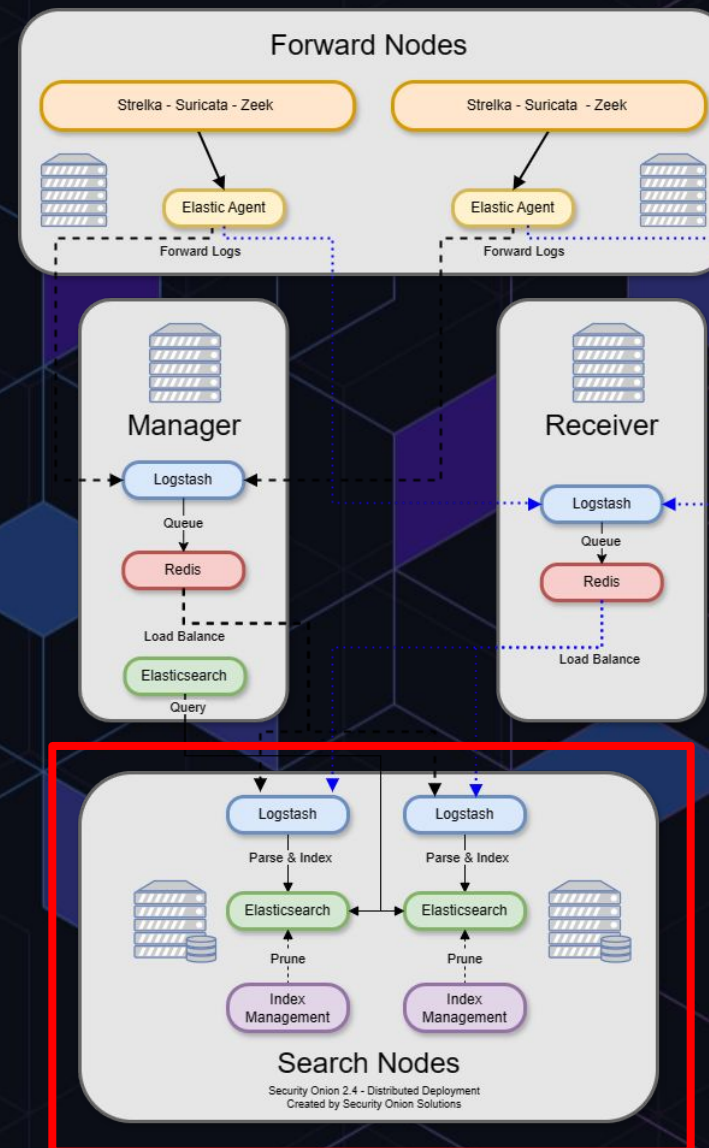 Forward Nodes
Strelka - Suricata - Zeek
Strelka - Suricata - Zeek
Elastic Agent
Elastic Agent
Forward Logs
Forward Logs
Manager
Logstash
Queue
Redis
Load Balance
Elasticsearch
Query
Receiver
Logstash
Queue
Redis
Load Balance
Logstash
Logstash
Parse & Index
Parse & Index
Elasticsearch
Elasticsearch
Prune
Prune
Index
Management
Index
Management
Search Nodes
Security Onion 2.4 - Distributed Deployment
Created by Security Onion Solutions